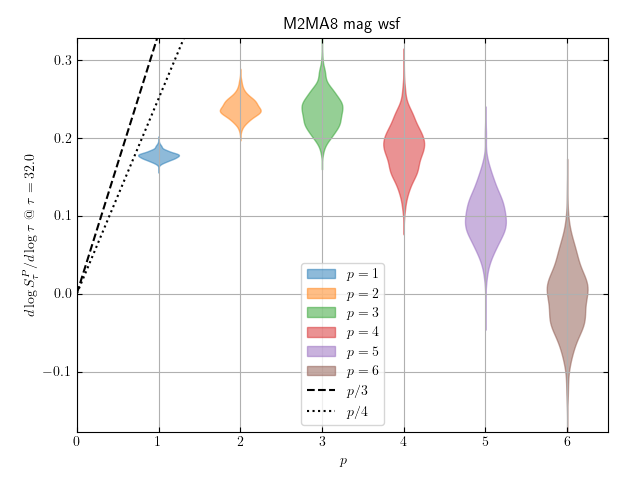 M2MA8 mag wsf
d log S_τ^P / d log τ @ τ = 32.0
0.3
0.2
0.1
0.0
−0.1
p = 1
p = 2
p = 3
p = 4
p = 5
p = 6
p/3
p/4
0 1 2 3 4 5 6
p